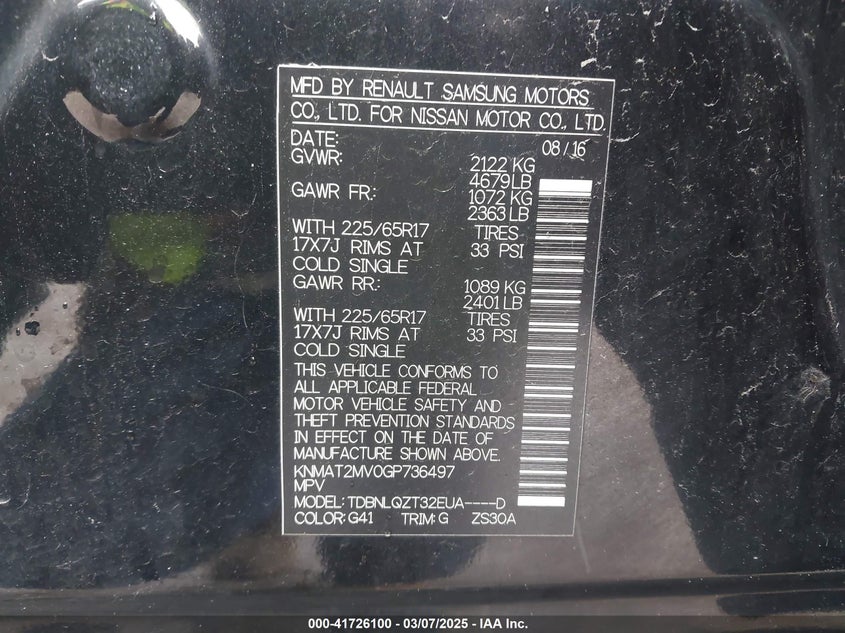 MFD BY RENAULT SAMSUNG MOTORS
CO., LTD. FOR NISSAN MOTOR CO., LTD.
DATE: 08/16
GVWR: 2122 KG
4679LB
GAWR FR: 1072 KG
2363 LB
WITH 225/65R17 TIRES
17X7J RIMS AT 33 PSI
COLD SINGLE
GAWR RR: 1089 KG
2401LB
WITH 225/65R17 TIRES
17X7J RIMS AT 33 PSI
COLD SINGLE
THIS VEHICLE CONFORMS TO
ALL APPLICABLE FEDERAL
MOTOR VEHICLE SAFETY AND
THEFT PREVENTION STANDARDS
IN EFFECT ON THE DATE OF
MANUFACTURE SHOWN ABOVE.
KNMAT2MV0GP736497
MPV
MODEL: TDBNLQZT32EUA----D
COLOR: G41 TRIM: G ZS30A
000-41726100 - 03/07/2025 - IAA Inc.